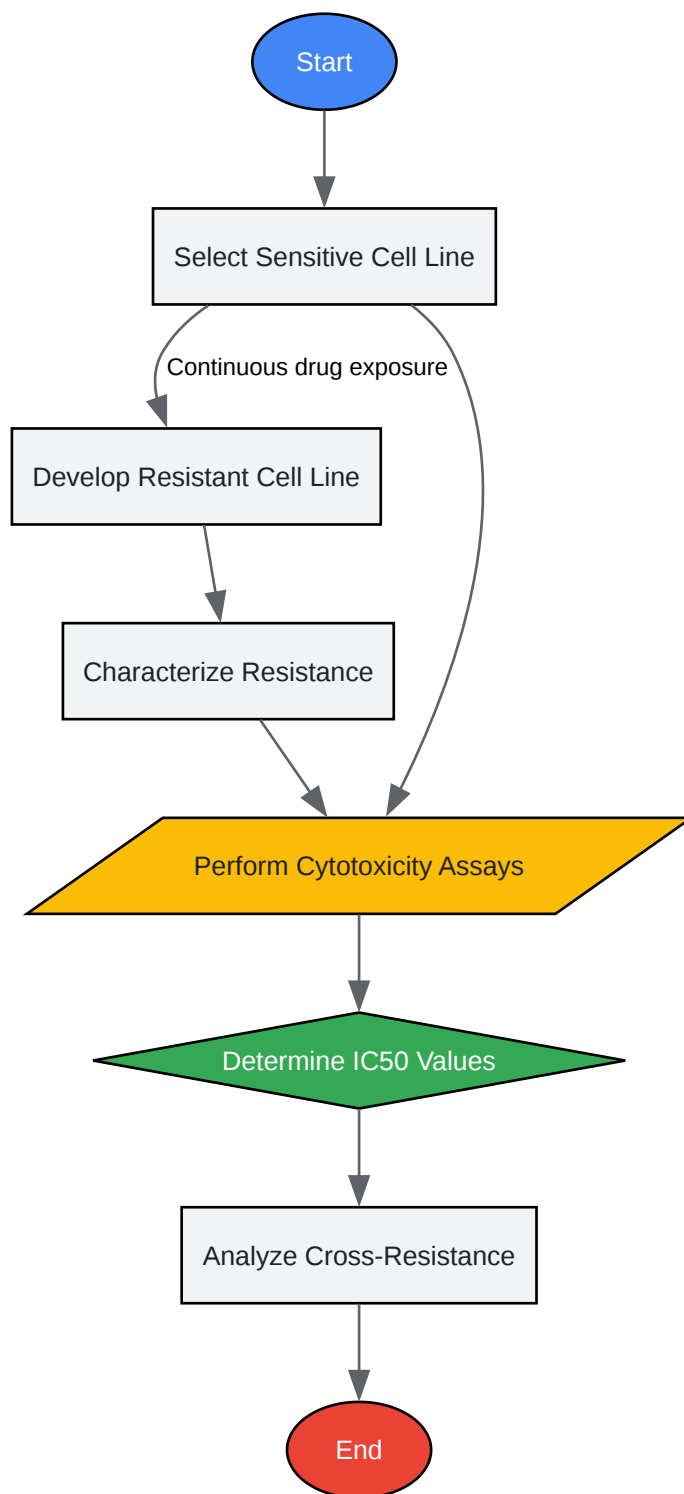 Start
Select Sensitive Cell Line
Continuous drug exposure
Develop Resistant Cell Line
Characterize Resistance
Perform Cytotoxicity Assays
Determine IC50 Values
Analyze Cross-Resistance
End